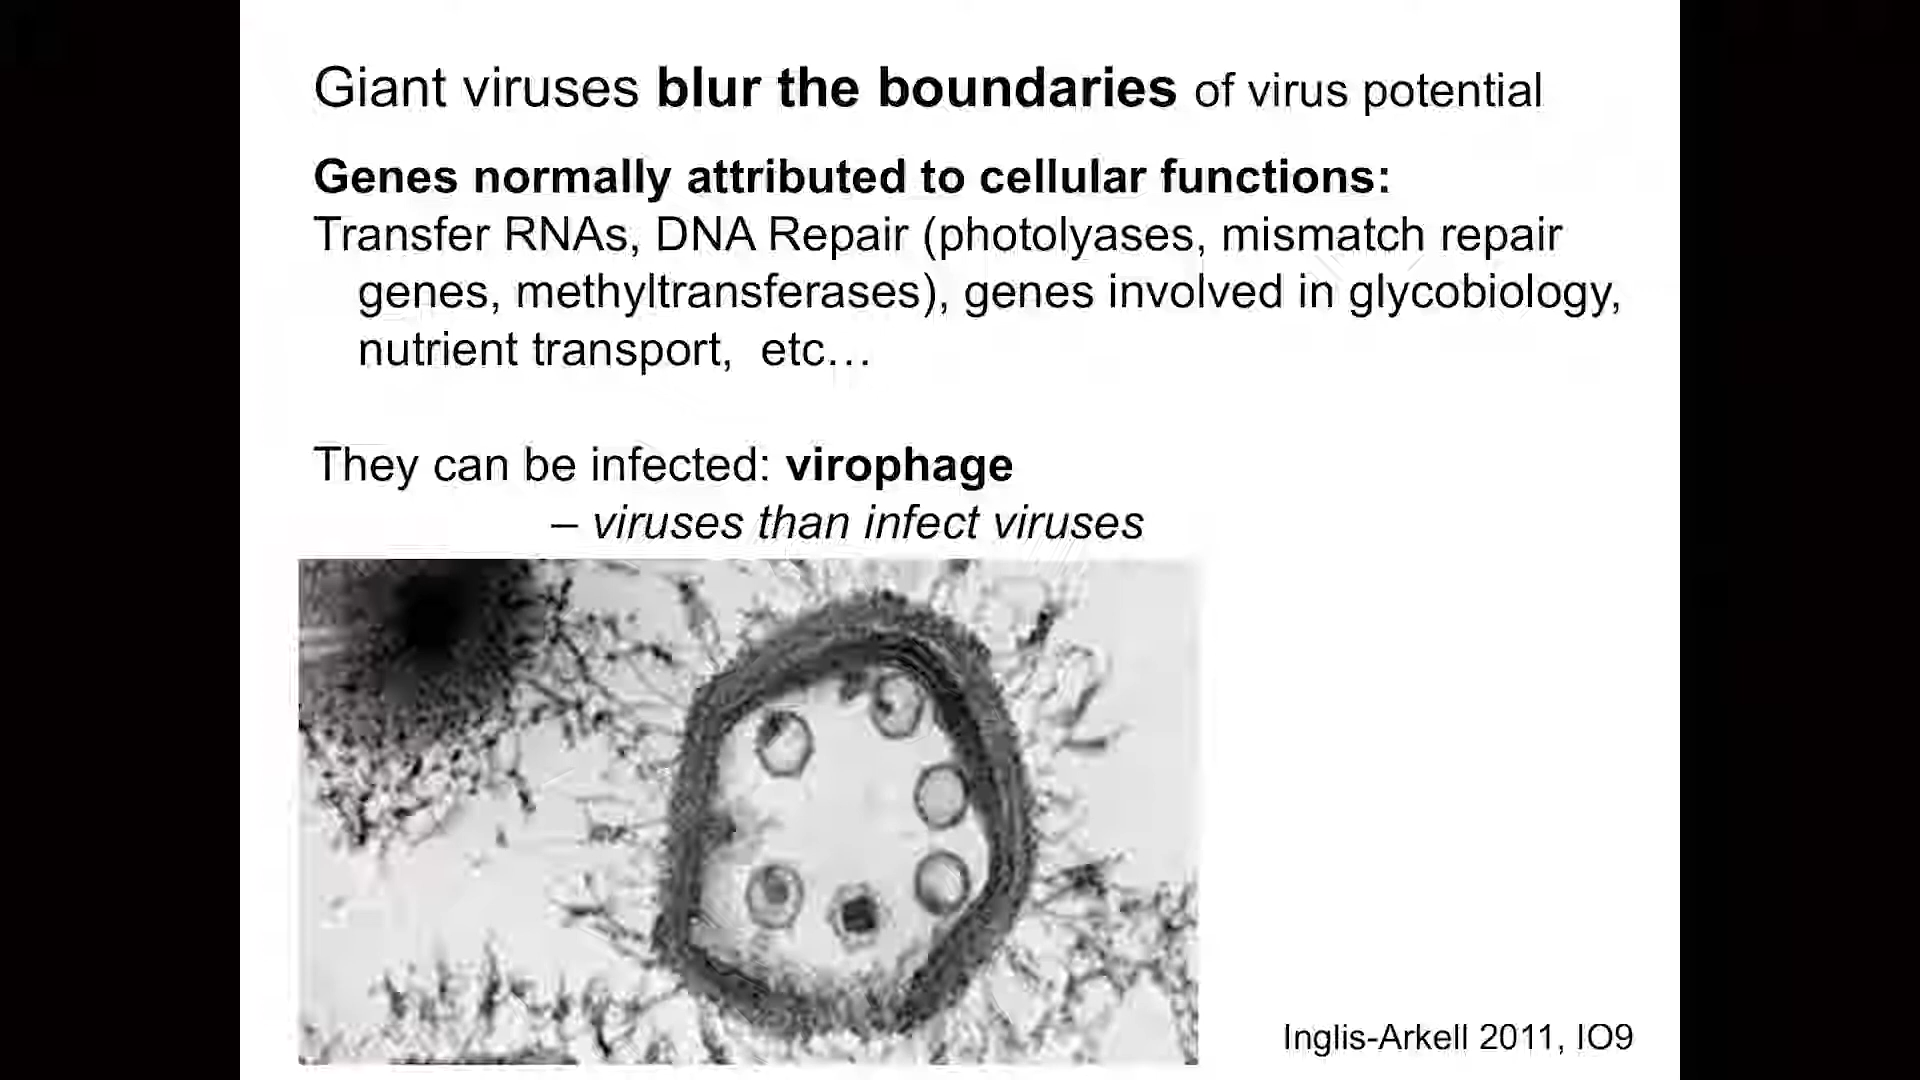 Giant viruses blur the boundaries of virus potential
Genes normally attributed to cellular functions:
Transfer RNAs, DNA Repair (photolyases, mismatch repair
genes, methyltransferases), genes involved in glycobiology,
nutrient transport,  etc…
They can be infected: virophage
– viruses than infect viruses
Inglis-Arkell 2011, IO9